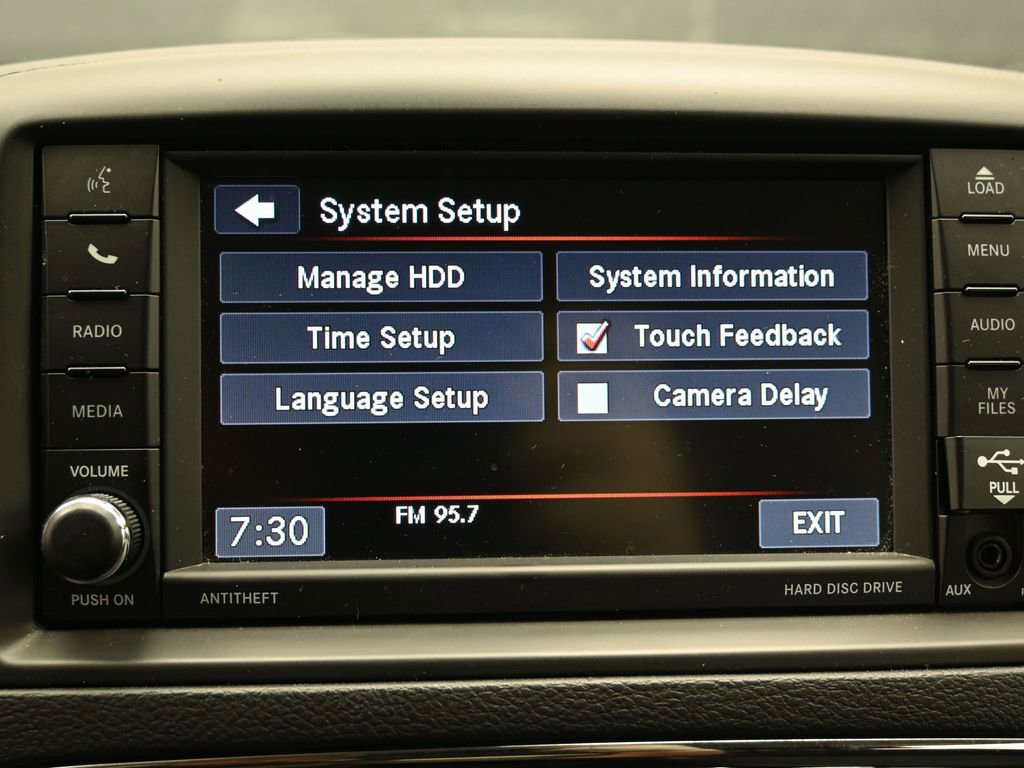 System Setup
Manage HDD
System Information
Time Setup
Touch Feedback
Language Setup
Camera Delay
7:30
FM 95.7
EXIT
RADIO
MEDIA
VOLUME
PUSH ON
ANTITHEFT
HARD DISC DRIVE
LOAD
MENU
AUDIO
MY
FILES
PULL
AUX